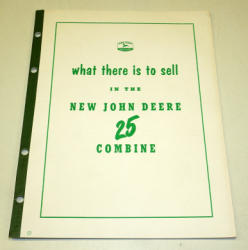 what there is to sell
IN THE
NEW JOHN DEERE
25
COMBINE